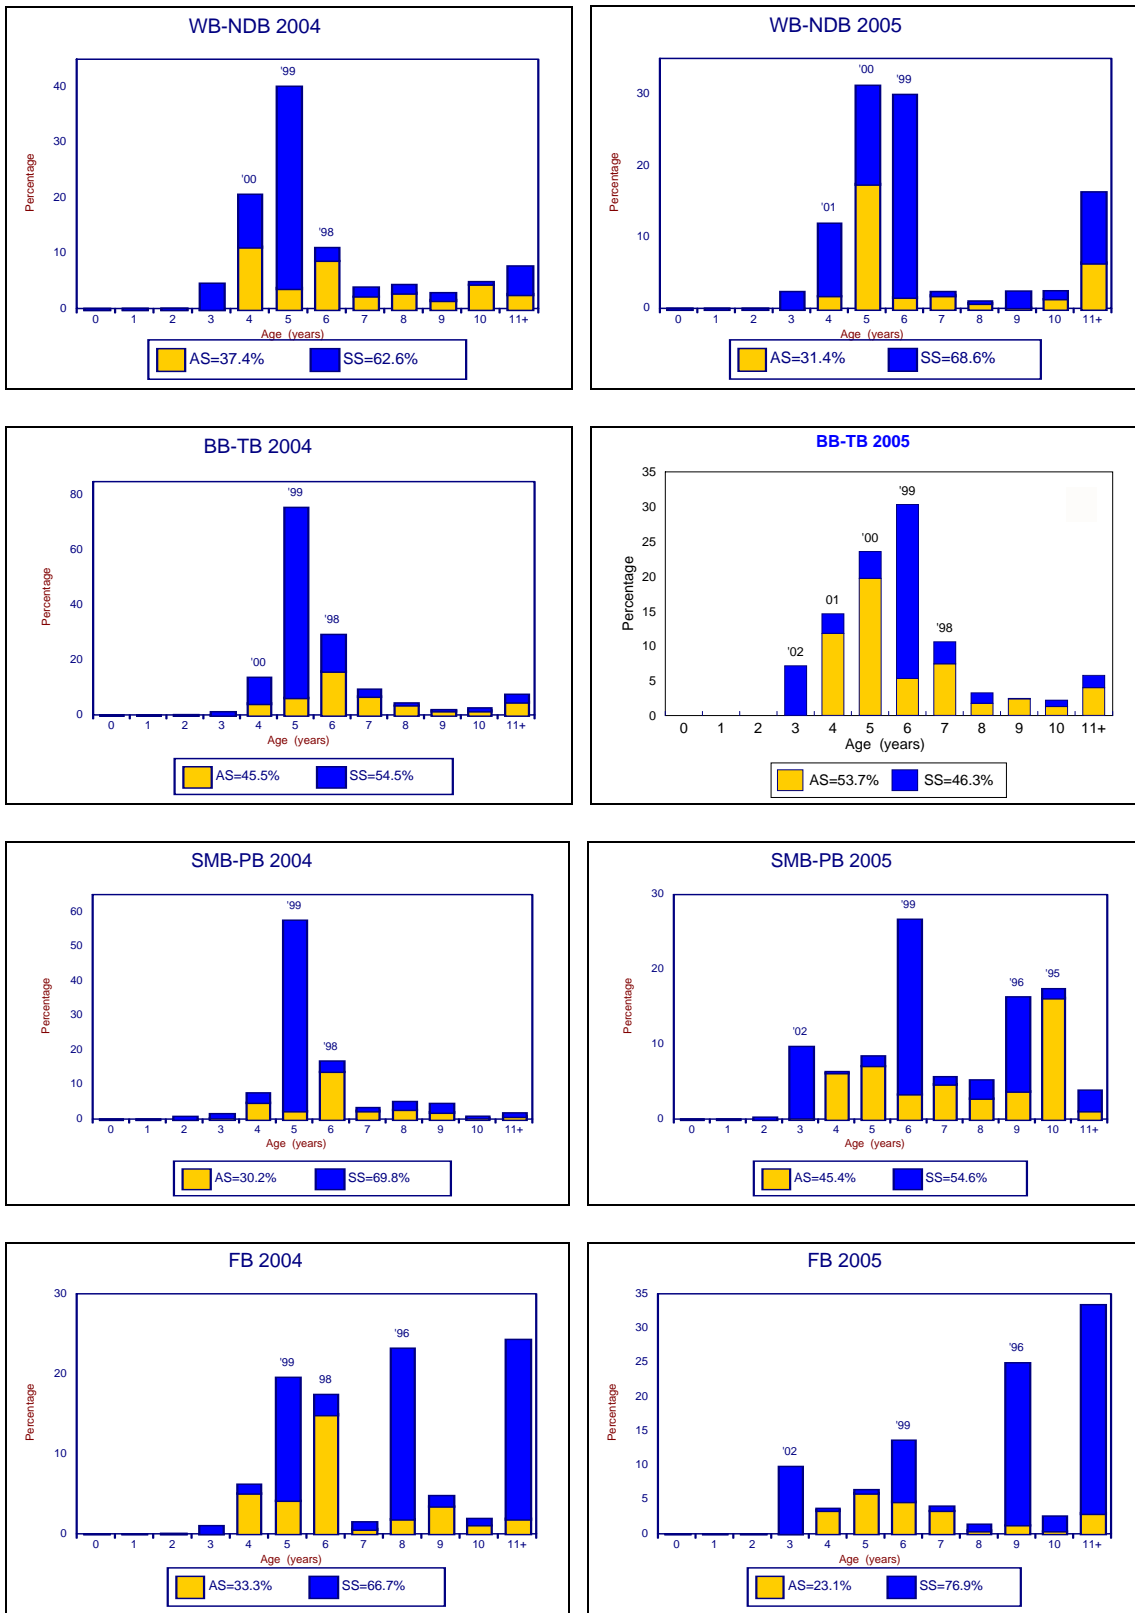 WB-NDB 2004
Percentage
40
30
20
10
0
'00
'99
'98
0 1 2 3 4 5 6 7 8 9 10 11+
Age (years)
AS=37.4% SS=62.6%
WB-NDB 2005
Percentage
30
20
10
0
'01
'00
'99
0 1 2 3 4 5 6 7 8 9 10 11+
Age (years)
AS=31.4% SS=68.6%
BB-TB 2004
Percentage
80
60
40
20
0
'00
'99
'98
0 1 2 3 4 5 6 7 8 9 10 11+
Age (years)
AS=45.5% SS=54.5%
BB-TB 2005
Percentage
35
30
25
20
15
10
5
0
'02
01
'00
'99
'98
0 1 2 3 4 5 6 7 8 9 10 11+
Age (years)
AS=53.7% SS=46.3%
SMB-PB 2004
Percentage
60
50
40
30
20
10
0
'99
'98
0 1 2 3 4 5 6 7 8 9 10 11+
Age (years)
AS=30.2% SS=69.8%
SMB-PB 2005
Percentage
30
20
10
0
'02
'99
'96
'95
0 1 2 3 4 5 6 7 8 9 10 11+
Age (years)
AS=45.4% SS=54.6%
FB 2004
Percentage
30
20
10
0
'99
98
'96
0 1 2 3 4 5 6 7 8 9 10 11+
Age (years)
AS=33.3% SS=66.7%
FB 2005
Percentage
35
30
25
20
15
10
5
0
'02
'99
'96
0 1 2 3 4 5 6 7 8 9 10 11+
Age (years)
AS=23.1% SS=76.9%